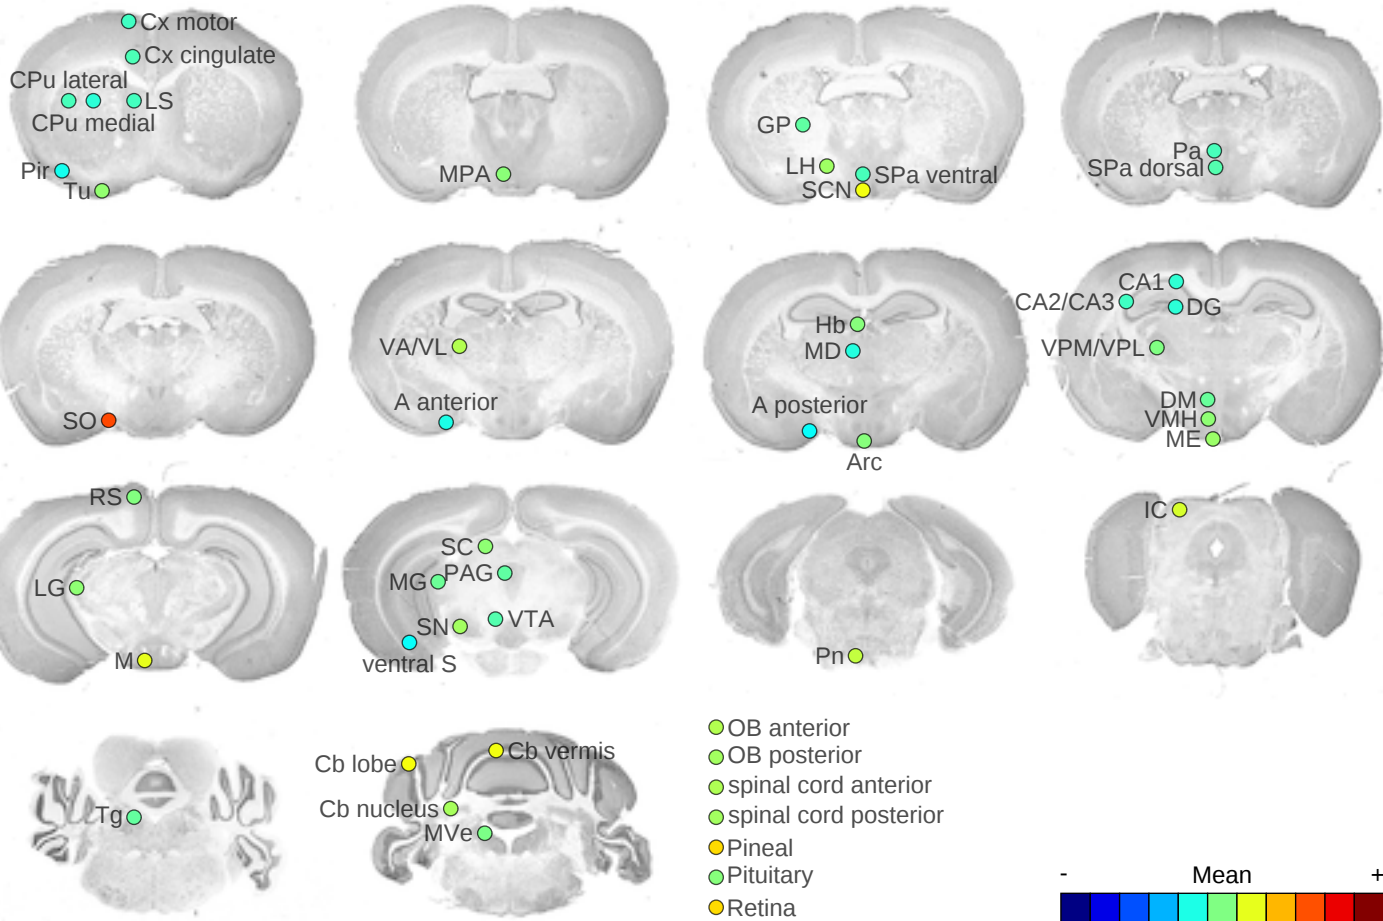 Cx motor
Cx cingulate
CPu lateral
LS
CPu medial
Pir
Tu
MPA
GP
LH
SPa ventral
SCN
Pa
SPa dorsal
SO
VA/VL
A anterior
Hb
MD
A posterior
Arc
CA1
CA2/CA3
DG
VPM/VPL
DM
VMH
ME
RS
LG
M
SC
MG
PAG
SN
VTA
ventral S
Pn
IC
Tg
Cb lobe
Cb vermis
Cb nucleus
MVe
OB anterior
OB posterior
spinal cord anterior
spinal cord posterior
Pineal
Pituitary
Retina
- Mean +